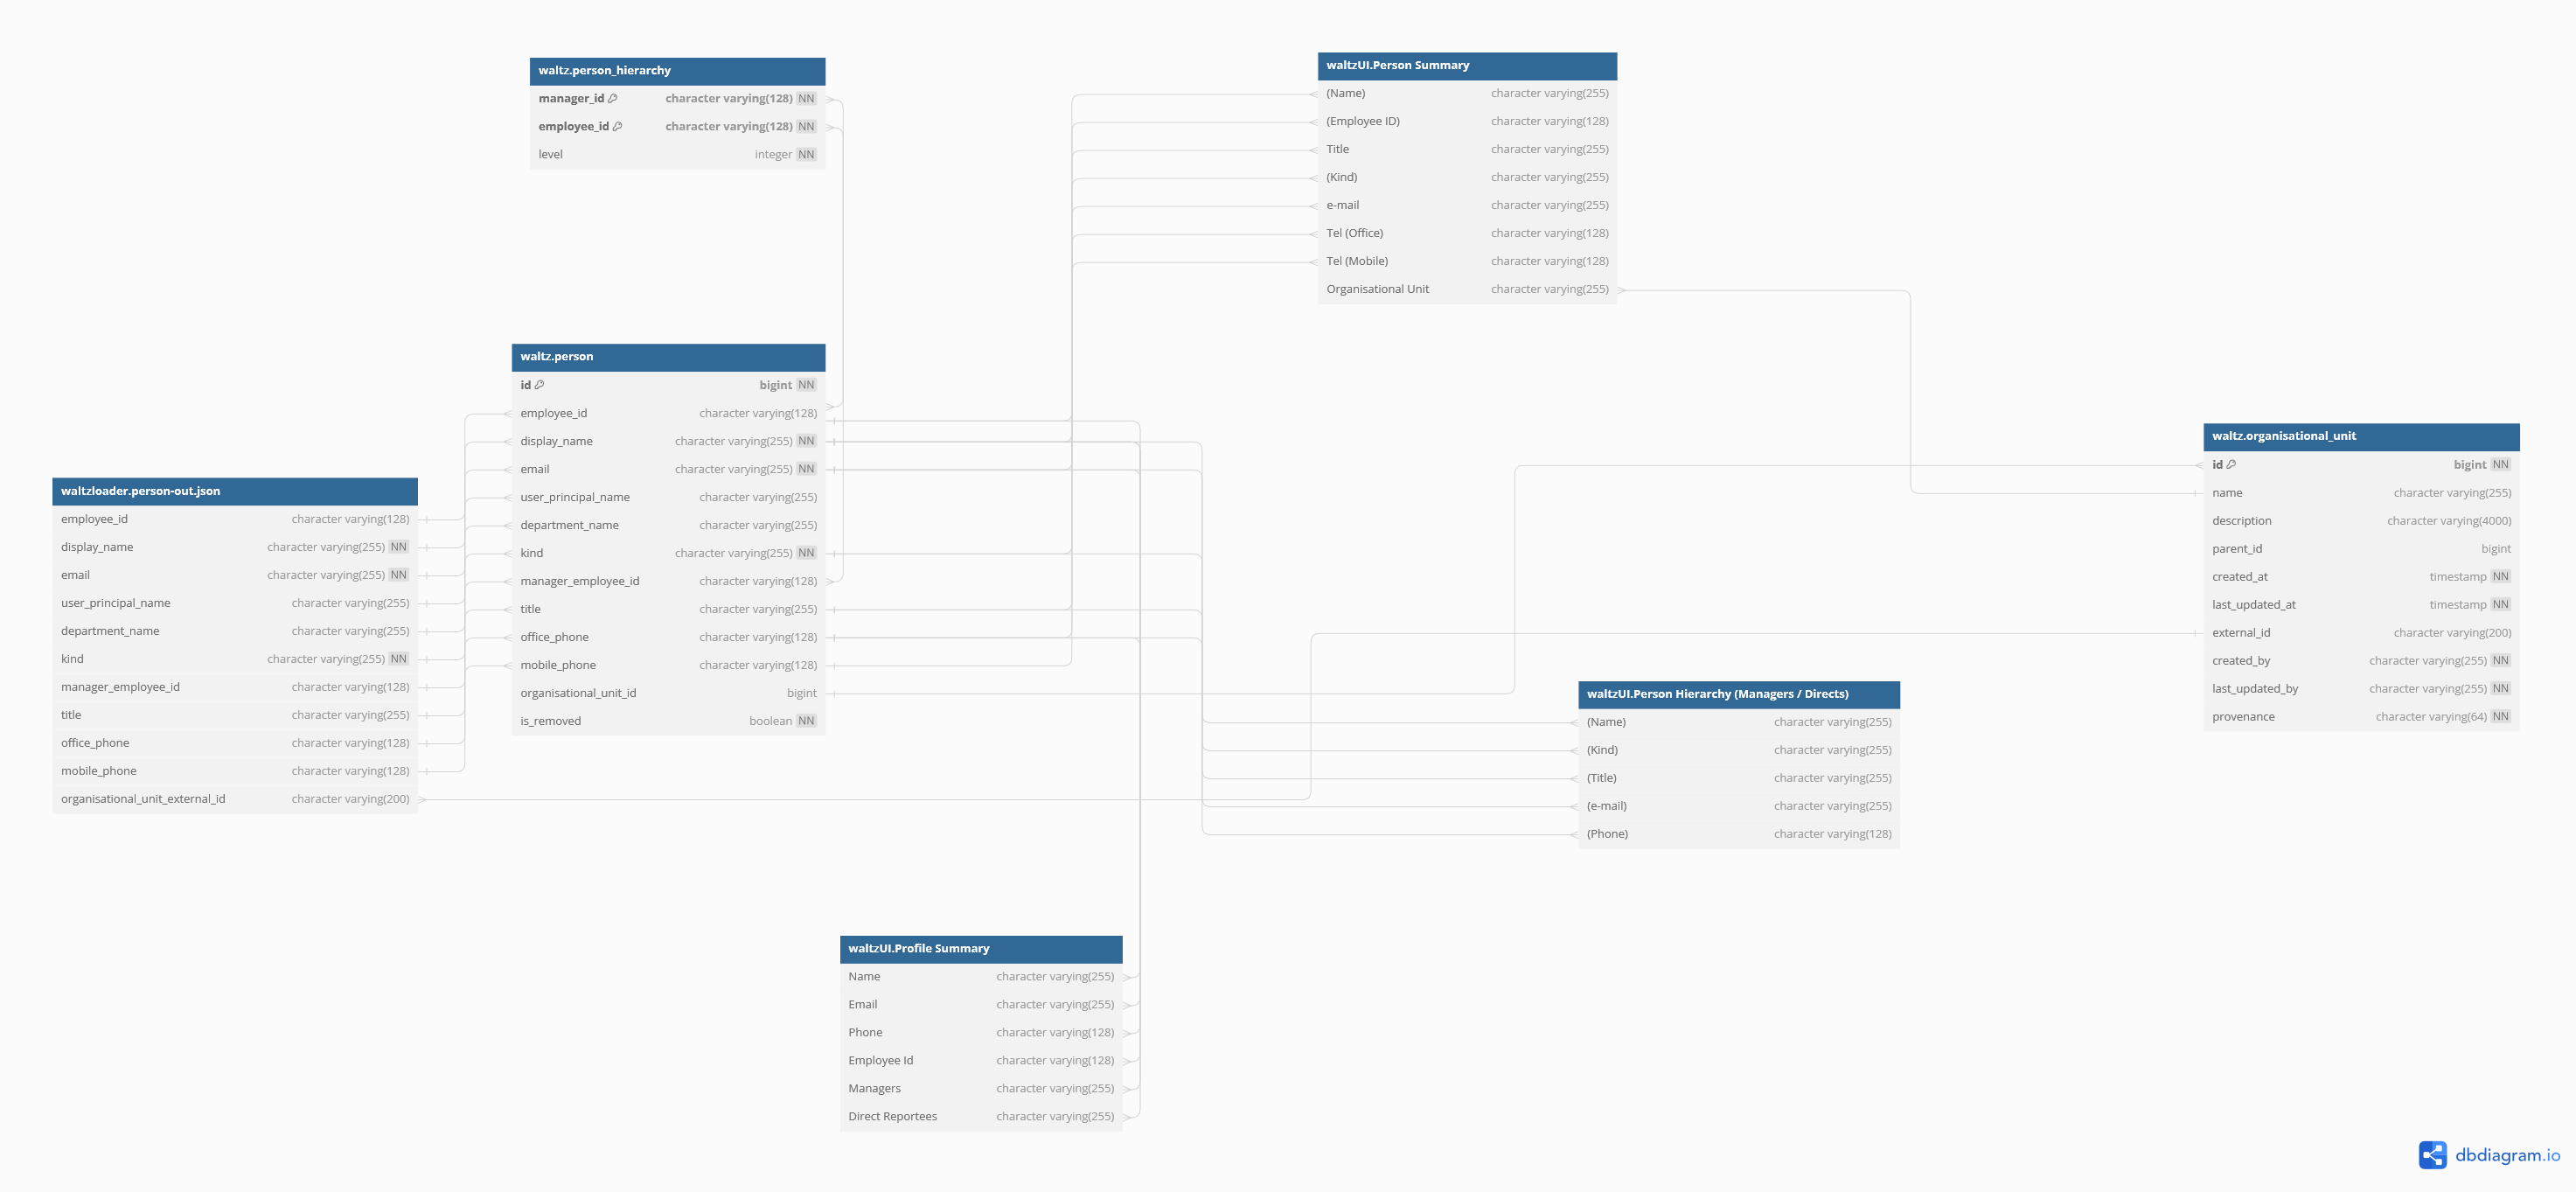 waltz.person_hierarchy
manager_id character varying(128) NN
employee_id character varying(128) NN
level integer NN
waltzUI.Person Summary
(Name) character varying(255)
(Employee ID) character varying(128)
Title character varying(255)
(Kind) character varying(255)
e-mail character varying(255)
Tel (Office) character varying(128)
Tel (Mobile) character varying(128)
Organisational Unit character varying(255)
waltz.person
id bigint NN
employee_id character varying(128)
display_name character varying(255) NN
email character varying(255) NN
user_principal_name character varying(255)
department_name character varying(255)
kind character varying(255) NN
manager_employee_id character varying(128)
title character varying(255)
office_phone character varying(128)
mobile_phone character varying(128)
organisational_unit_id bigint
is_removed boolean NN
waltz.organisational_unit
id bigint NN
name character varying(255)
description character varying(4000)
parent_id bigint
created_at timestamp NN
last_updated_at timestamp NN
external_id character varying(200)
created_by character varying(255) NN
last_updated_by character varying(255) NN
provenance character varying(64) NN
waltzloader.person-out.json
employee_id character varying(128)
display_name character varying(255) NN
email character varying(255) NN
user_principal_name character varying(255)
department_name character varying(255)
kind character varying(255) NN
manager_employee_id character varying(128)
title character varying(255)
office_phone character varying(128)
mobile_phone character varying(128)
organisational_unit_external_id character varying(200)
waltzUI.Person Hierarchy (Managers / Directs)
(Name) character varying(255)
(Kind) character varying(255)
(Title) character varying(255)
(e-mail) character varying(255)
(Phone) character varying(128)
waltzUI.Profile Summary
Name character varying(255)
Email character varying(255)
Phone character varying(128)
Employee Id character varying(128)
Managers character varying(255)
Direct Reportees character varying(255)
dbdiagram.io